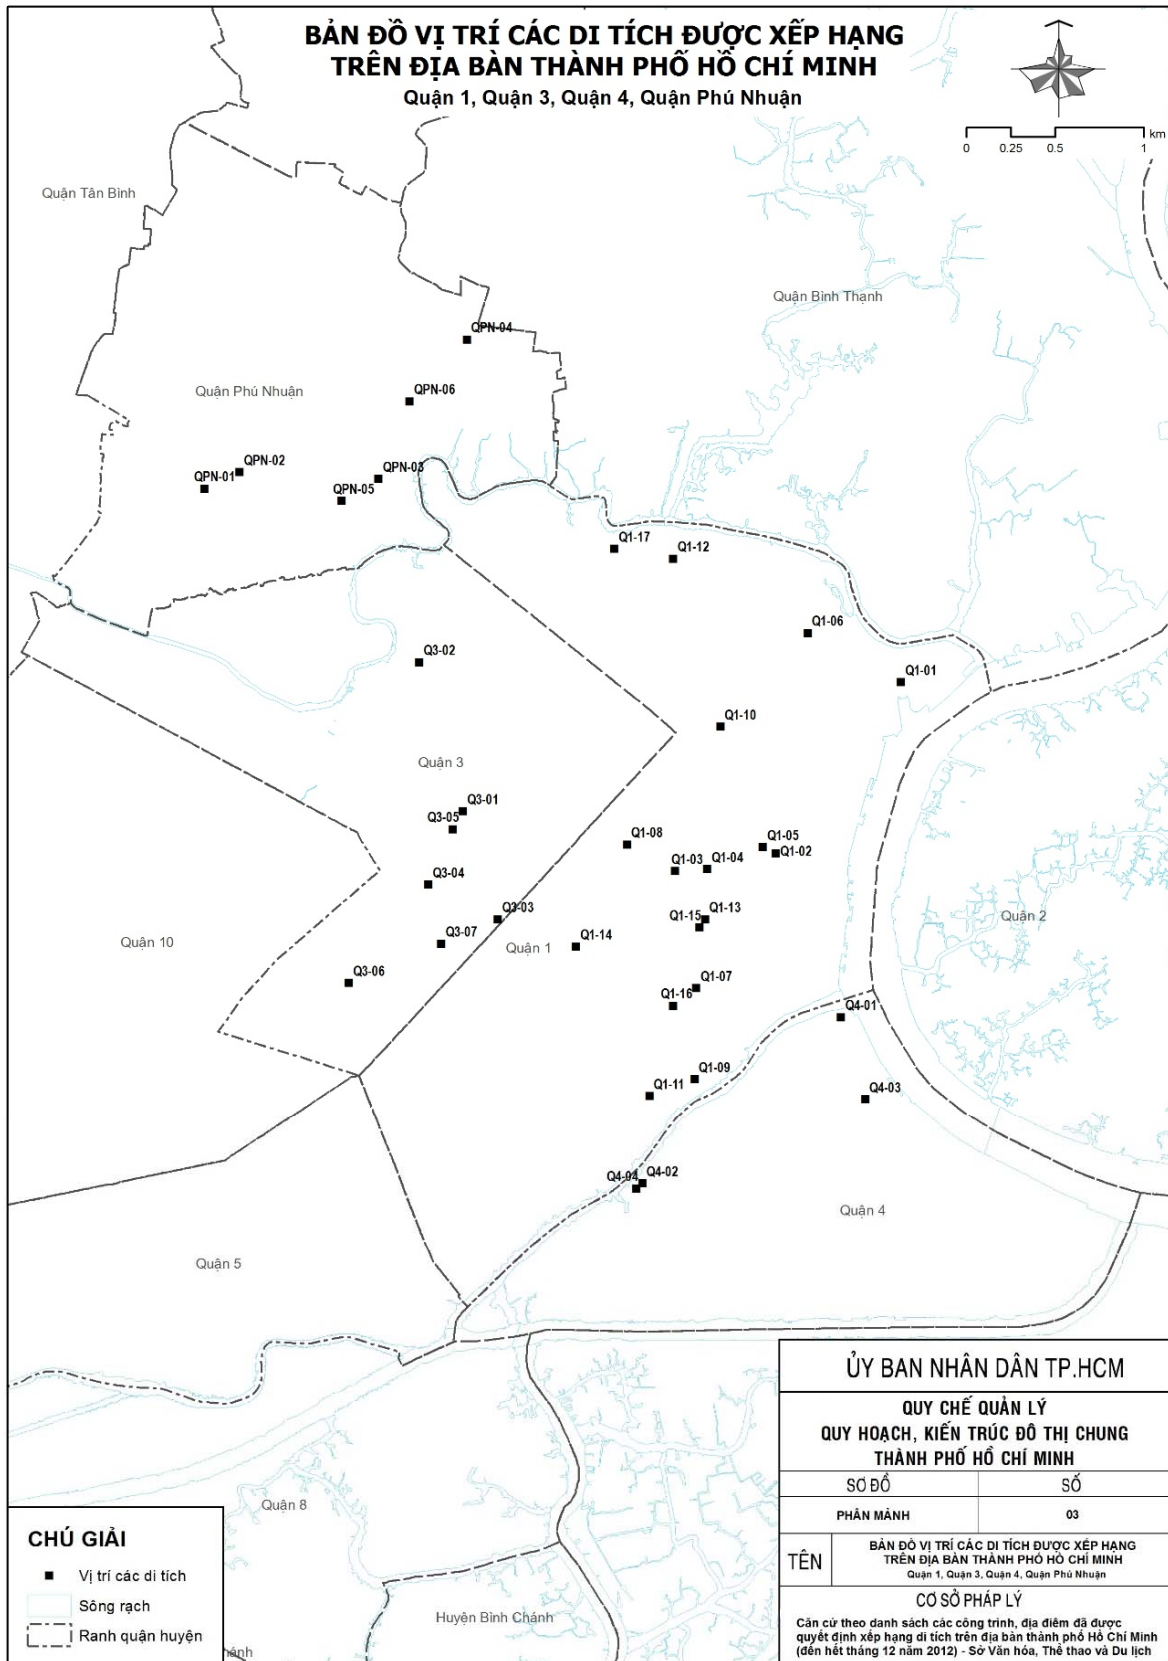 BẢN ĐỒ VỊ TRÍ CÁC DI TÍCH ĐƯỢC XẾP HẠNG
TRÊN ĐỊA BÀN THÀNH PHỐ HỒ CHÍ MINH
Quận 1, Quận 3, Quận 4, Quận Phú Nhuận
km
0 0.25 0.5 1
Quận Tân Bình
Quận Bình Thạnh
QPN-04
Quận Phú Nhuận
QPN-06
QPN-02
QPN-01
QPN-03
QPN-05
Q1-17
Q1-12
Q1-06
Q3-02
Q1-01
Q1-10
Quận 3
Q3-01
Q3-05
Q1-08
Q1-05
Q1-02
Q1-03
Q1-04
Q3-04
Q3-03
Q1-13
Q1-15
Quận 2
Quận 10
Q3-07
Quận 1
Q1-14
Q3-06
Q1-07
Q1-16
Q4-01
Q1-09
Q1-11
Q4-03
Q4-04
Q4-02
Quận 4
Quận 5
Quận 8
Huyện Bình Chánh
hánh
CHÚ GIẢI
Vị trí các di tích
Sông rạch
Ranh quận huyện
ỦY BAN NHÂN DÂN TP.HCM
QUY CHẾ QUẢN LÝ
QUY HOẠCH, KIẾN TRÚC ĐÔ THỊ CHUNG
THÀNH PHỐ HỒ CHÍ MINH
SƠ ĐỒ SỐ
PHÂN MẢNH 03
TÊN
BẢN ĐỒ VỊ TRÍ CÁC DI TÍCH ĐƯỢC XẾP HẠNG
TRÊN ĐỊA BÀN THÀNH PHỐ HỒ CHÍ MINH
Quận 1, Quận 3, Quận 4, Quận Phú Nhuận
CƠ SỞ PHÁP LÝ
Căn cứ theo danh sách các công trình, địa điểm đã được
quyết định xếp hạng di tích trên địa bàn thành phố Hồ Chí Minh
(đến hết tháng 12 năm 2012) - Sở Văn hóa, Thể thao và Du lịch